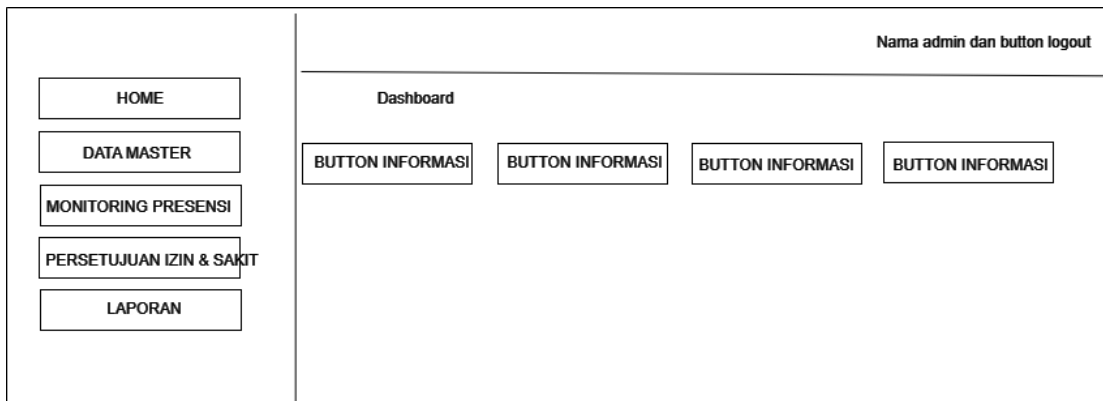 Nama admin dan button logout
HOME
DATA MASTER
MONITORING PRESENSI
PERSETUJUAN IZIN & SAKIT
LAPORAN
Dashboard
BUTTON INFORMASI
BUTTON INFORMASI
BUTTON INFORMASI
BUTTON INFORMASI